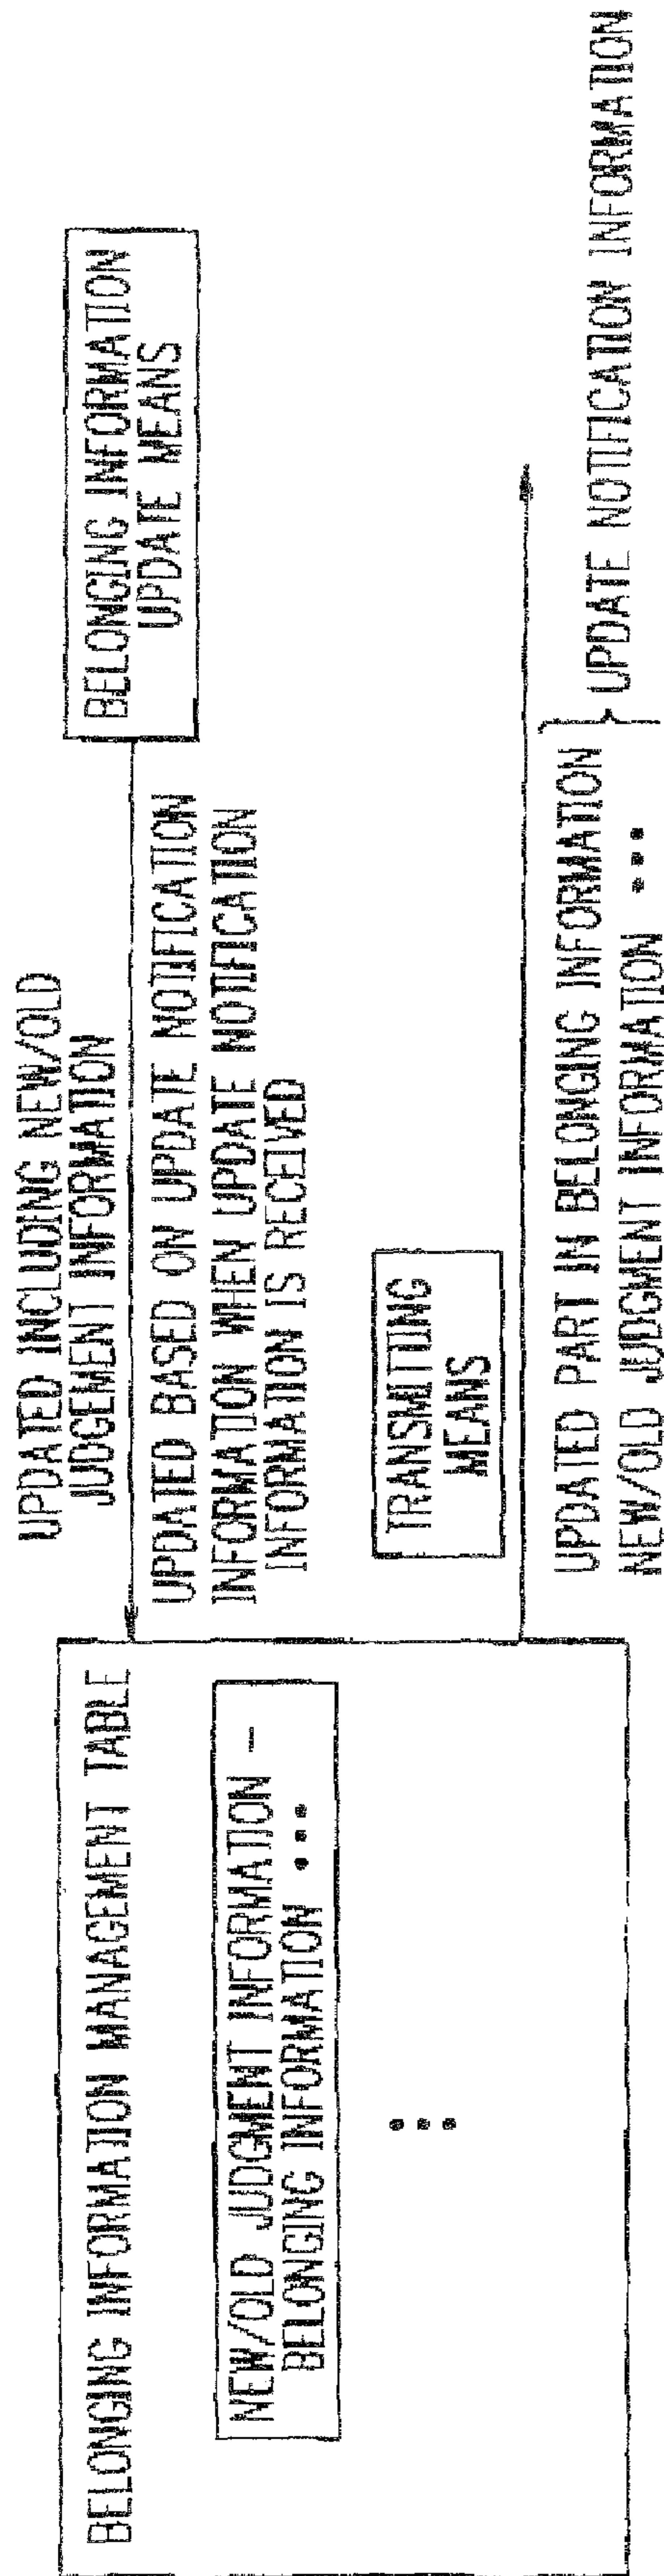 BELONGING INFORMATION MANAGEMENT TABLE
NEW/OLD JUDGMENT INFORMATION –
BELONGING INFORMATION •••
•••
UPDATED INCLUDING NEW/OLD
JUDGEMENT INFORMATION
UPDATED BASED ON UPDATE NOTIFICATION
INFORMATION WHEN UPDATE NOTIFICATION
INFORMATION IS RECEIVED
BELONGING INFORMATION
UPDATE MEANS
TRANSMITTING
MEANS
UPDATED PART IN BELONGING INFORMATION
NEW/OLD JUDGMENT INFORMATION •••
UPDATE NOTIFICATION INFORMATION